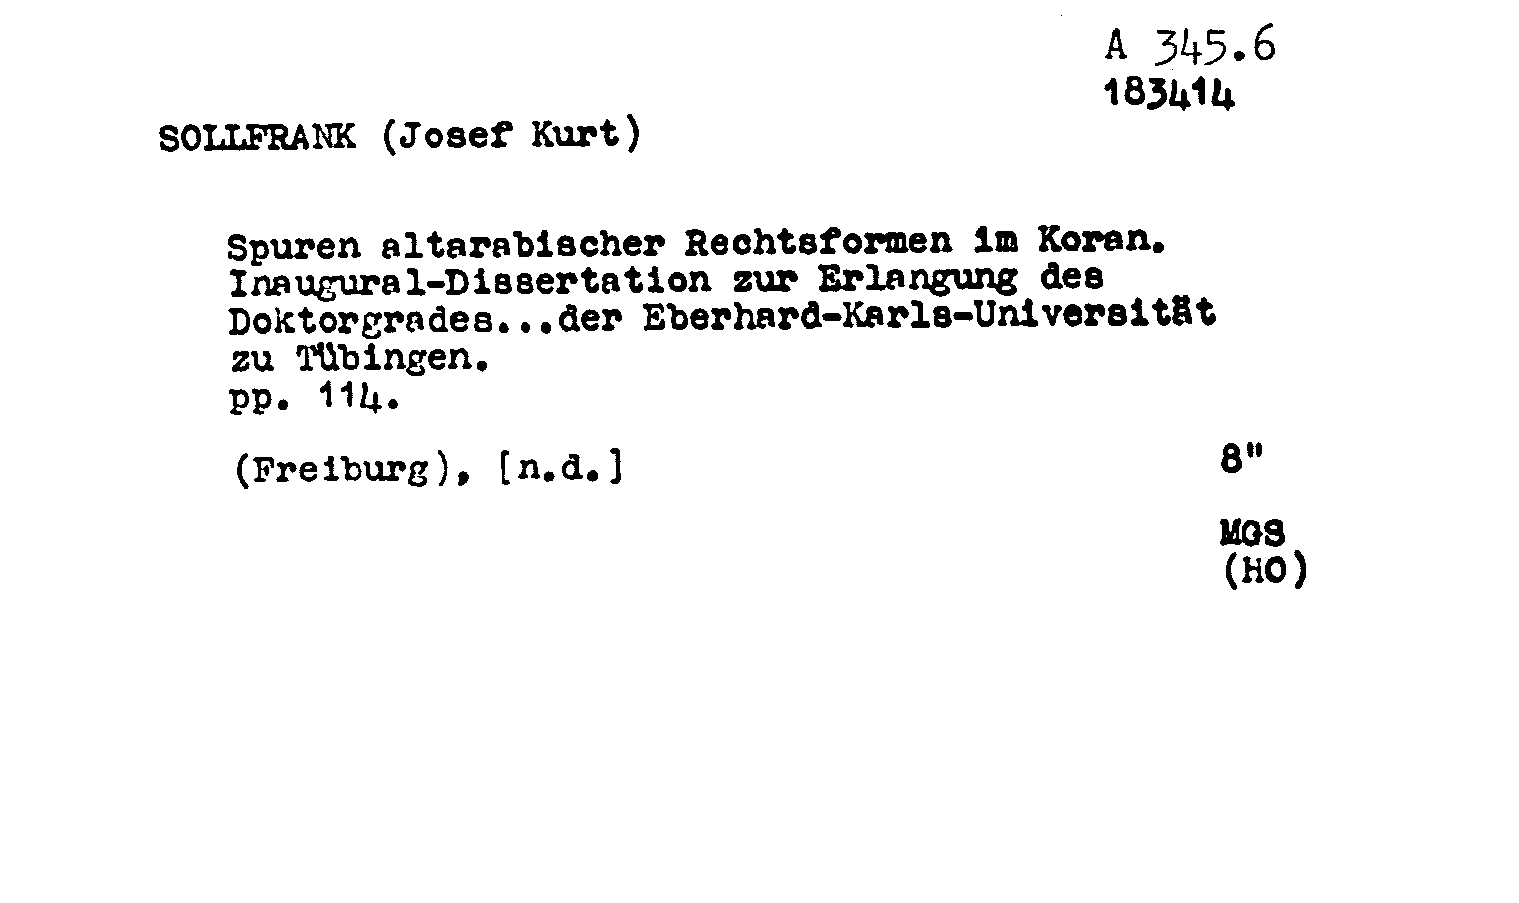 A 345.6
183414
SOLLFRANK (Josef Kurt)
Spuren altarabischer Rechtsformen im Koran.
Inaugural-Dissertation zur Erlangung des
Doktorgrades...der Eberhard-Karls-Universität
zu Tübingen.
pp. 114.
(Freiburg), [n.d.]
8"
MGS
(HO)